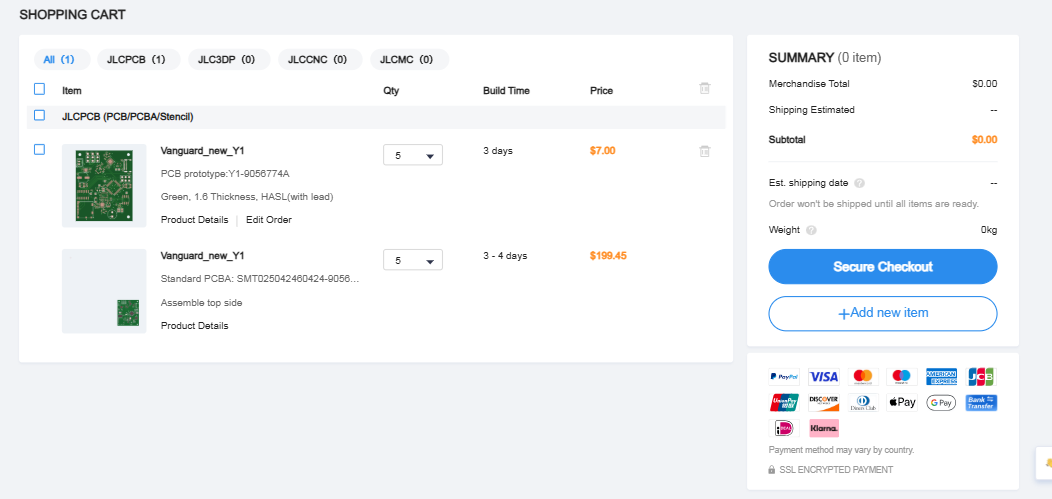 SHOPPING CART
All (1) JLCPCB (1) JLC3DP (0) JLCCNC (0) JLCMC (0)
Item Qty Build Time Price
JLCPCB (PCB/PCBA/Stencil)
Vanguard_new_Y1 5 3 days $7.00
PCB prototype:Y1-9056774A
Green, 1.6 Thickness, HASL(with lead)
Product Details | Edit Order
Vanguard_new_Y1 5 3 - 4 days $199.45
Standard PCBA: SMT025042460424-9056...
Assemble top side
Product Details
SUMMARY (0 item)
Merchandise Total $0.00
Shipping Estimated --
Subtotal $0.00
Est. shipping date ? --
Order won't be shipped until all items are ready.
Weight ? 0kg
Secure Checkout
+Add new item
PayPal VISA AMERICAN EXPRESS JCB
UnionPay DISCOVER Diners Club Pay G Pay Bank Transfer
iDEAL Klarna.
Payment method may vary by country.
SSL ENCRYPTED PAYMENT